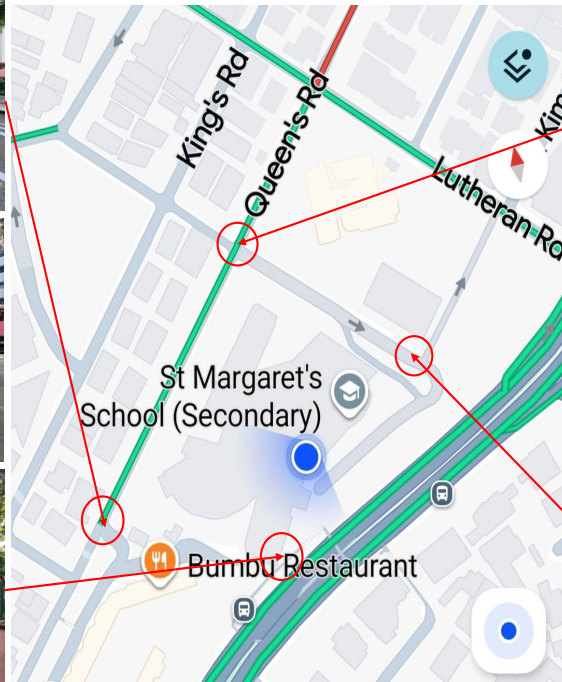 King's Rd
Queen's Rd
Lutheran Rd
St Margaret's
School (Secondary)
Bumbu Restaurant